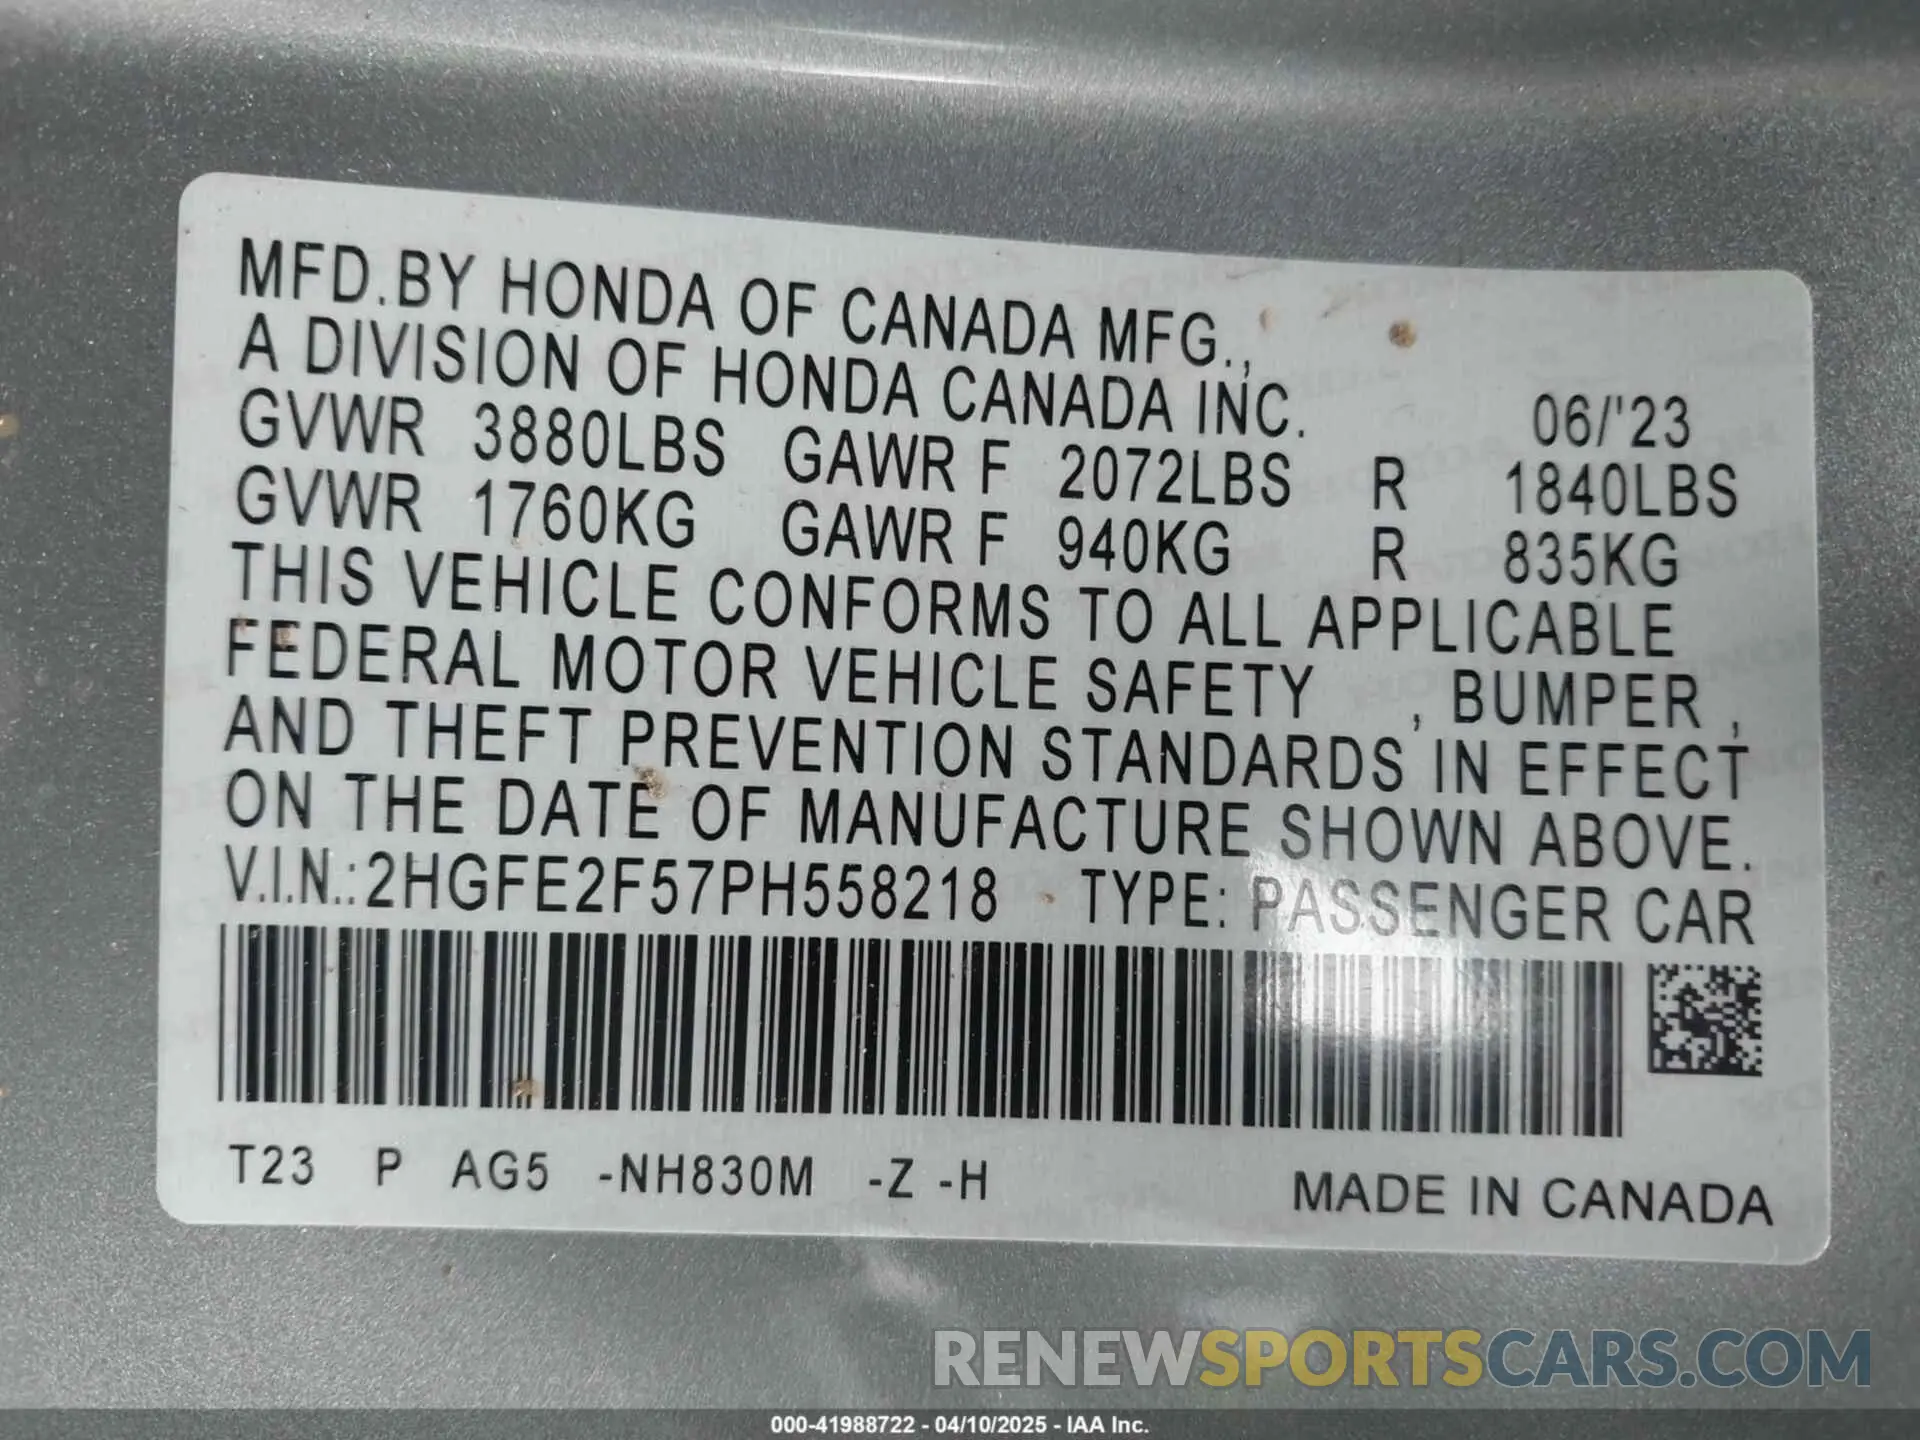 MFD.BY HONDA OF CANADA MFG.,
A DIVISION OF HONDA CANADA INC. 06/'23
GVWR 3880LBS GAWR F 2072LBS R 1840LBS
GVWR 1760KG GAWR F 940KG R 835KG
THIS VEHICLE CONFORMS TO ALL APPLICABLE
FEDERAL MOTOR VEHICLE SAFETY , BUMPER ,
AND THEFT PREVENTION STANDARDS IN EFFECT
ON THE DATE OF MANUFACTURE SHOWN ABOVE.
V.I.N.:2HGFE2F57PH558218 TYPE: PASSENGER CAR
T23 P AG5 -NH830M -Z -H MADE IN CANADA
RENEWSPORTSCARS.COM
000-41988722 - 04/10/2025 - IAA Inc.